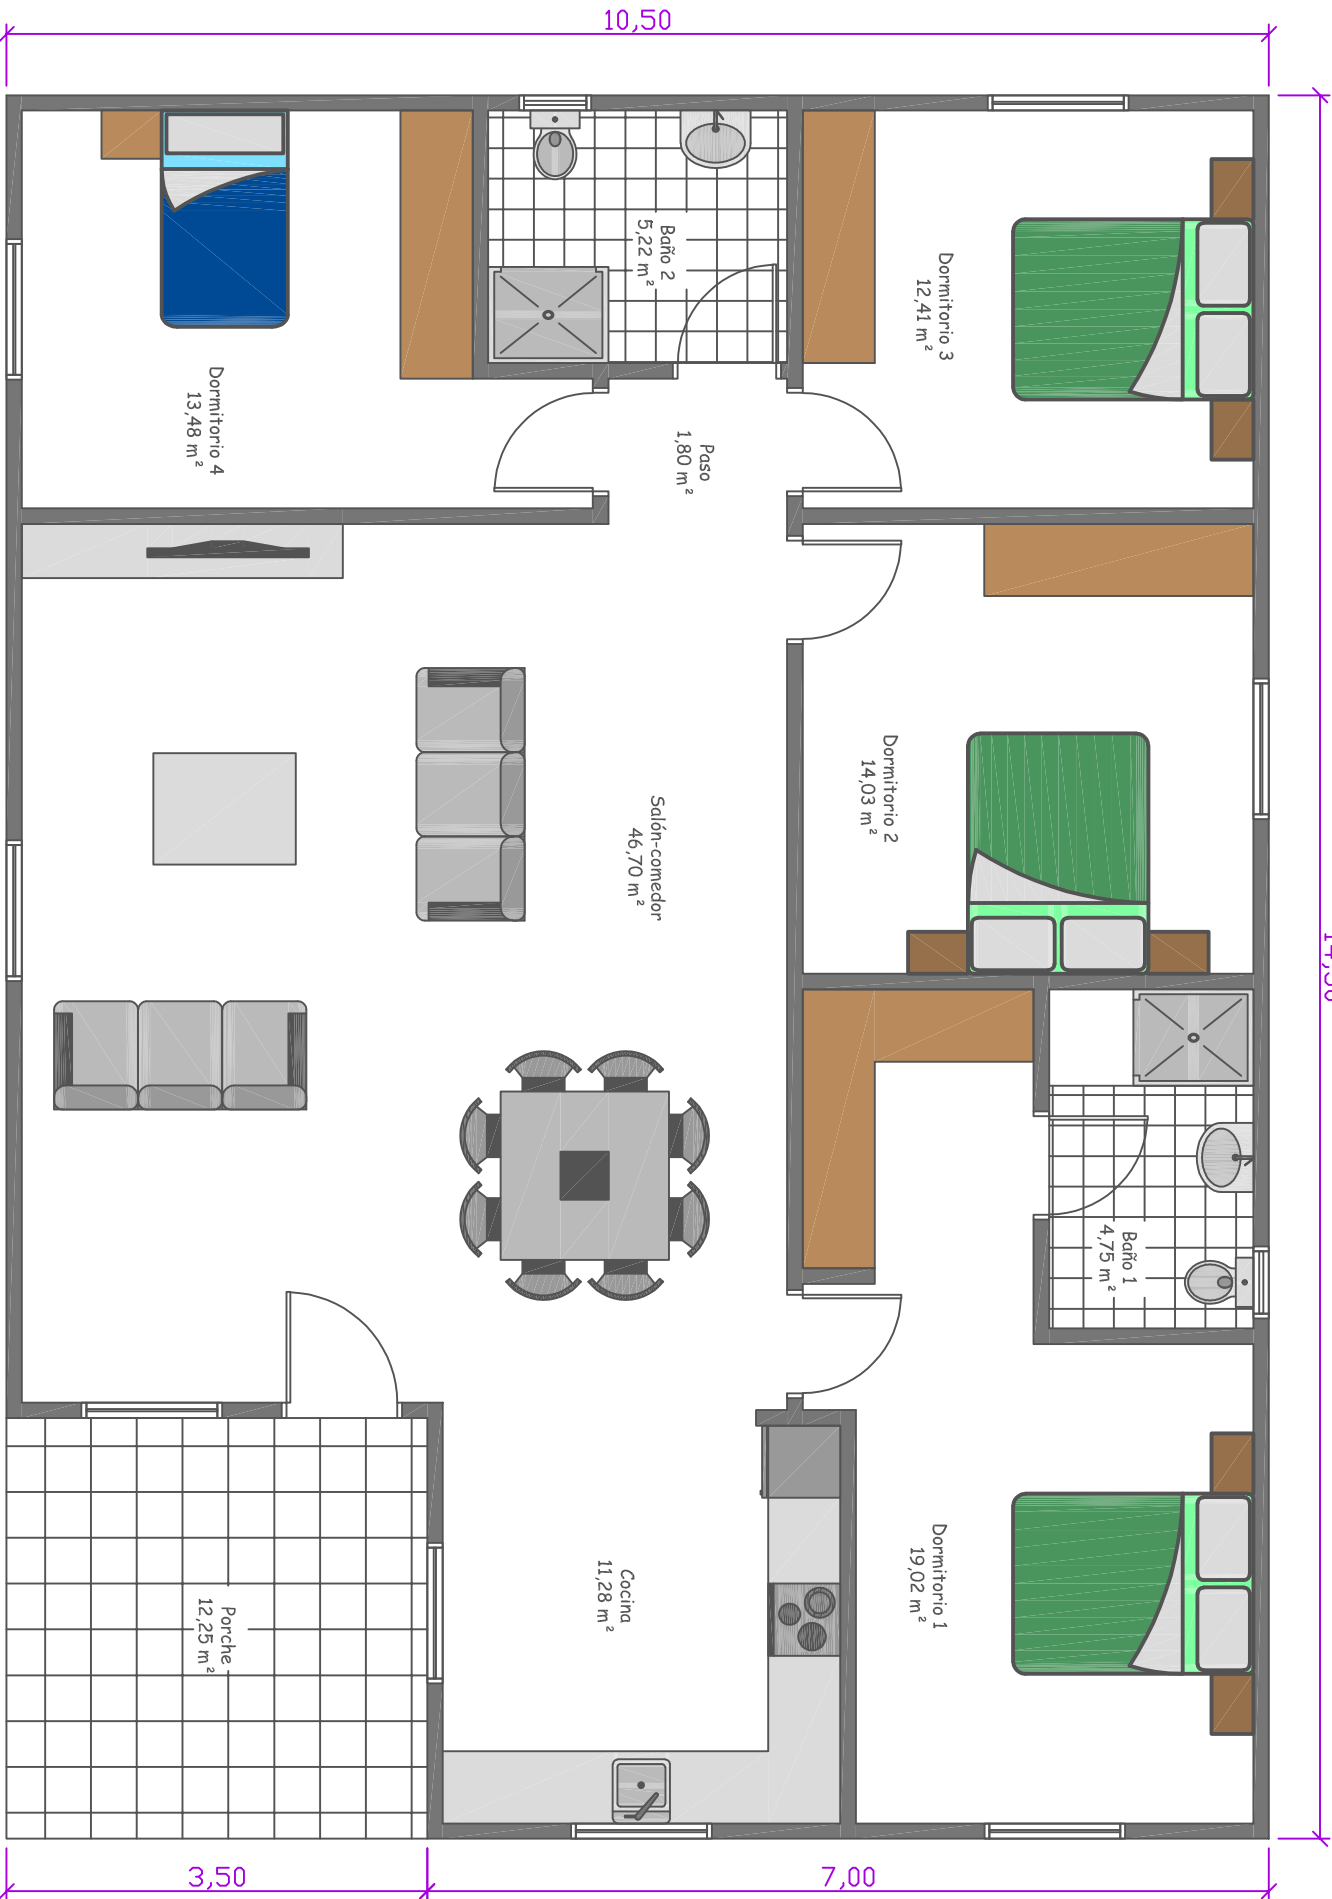 10,50
Baño 2
5,22 m²
Dormitorio 3
12,41 m²
Dormitorio 4
13,48 m²
Paso
1,80 m²
Dormitorio 2
14,03 m²
Salón-comedor
46,70 m²
Baño 1
4,75 m²
Dormitorio 1
19,02 m²
Cocina
11,28 m²
Porche
12,25 m²
3,50
7,00